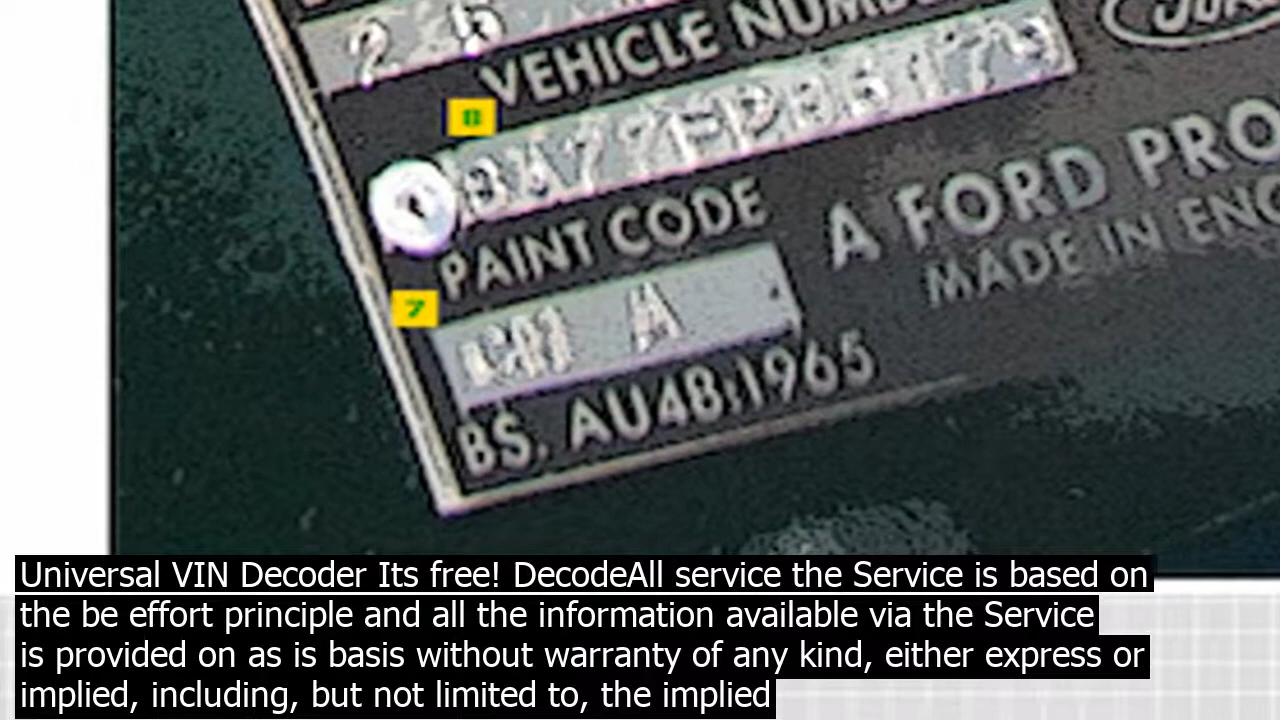 2 5
VEHICLE
8
PAINT CODE
A FORD
MADE IN
7
BS. AU48:1965
Universal VIN Decoder Its free! DecodeAll service the Service is based on
the be effort principle and all the information available via the Service
is provided on as is basis without warranty of any kind, either express or
implied, including, but not limited to, the implied